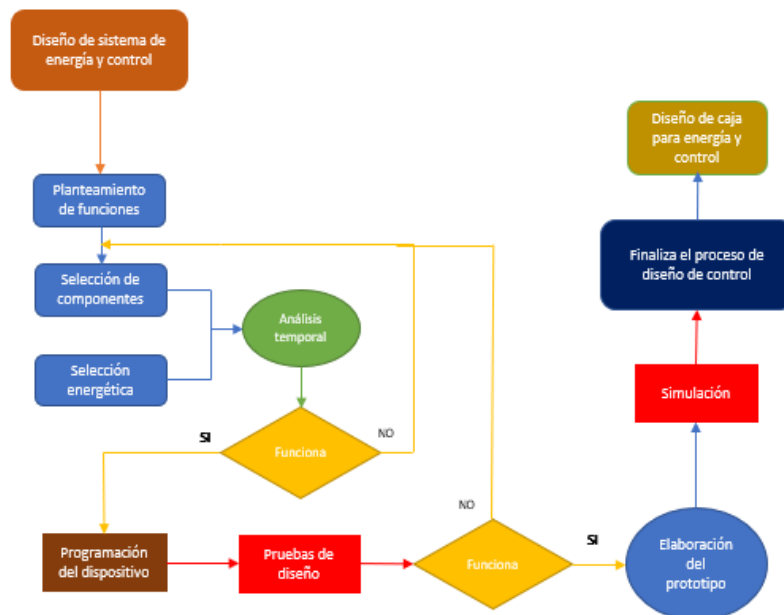 Diseño de sistema de
energía y control
Planteamiento
de funciones
Selección de
componentes
Selección
energética
Análisis
temporal
SI
Funciona
NO
Programación
del dispositivo
Pruebas de
diseño
NO
Funciona
SI
Elaboración
del
prototipo
Simulación
Finaliza el proceso de
diseño de control
Diseño de caja
para energía y
control